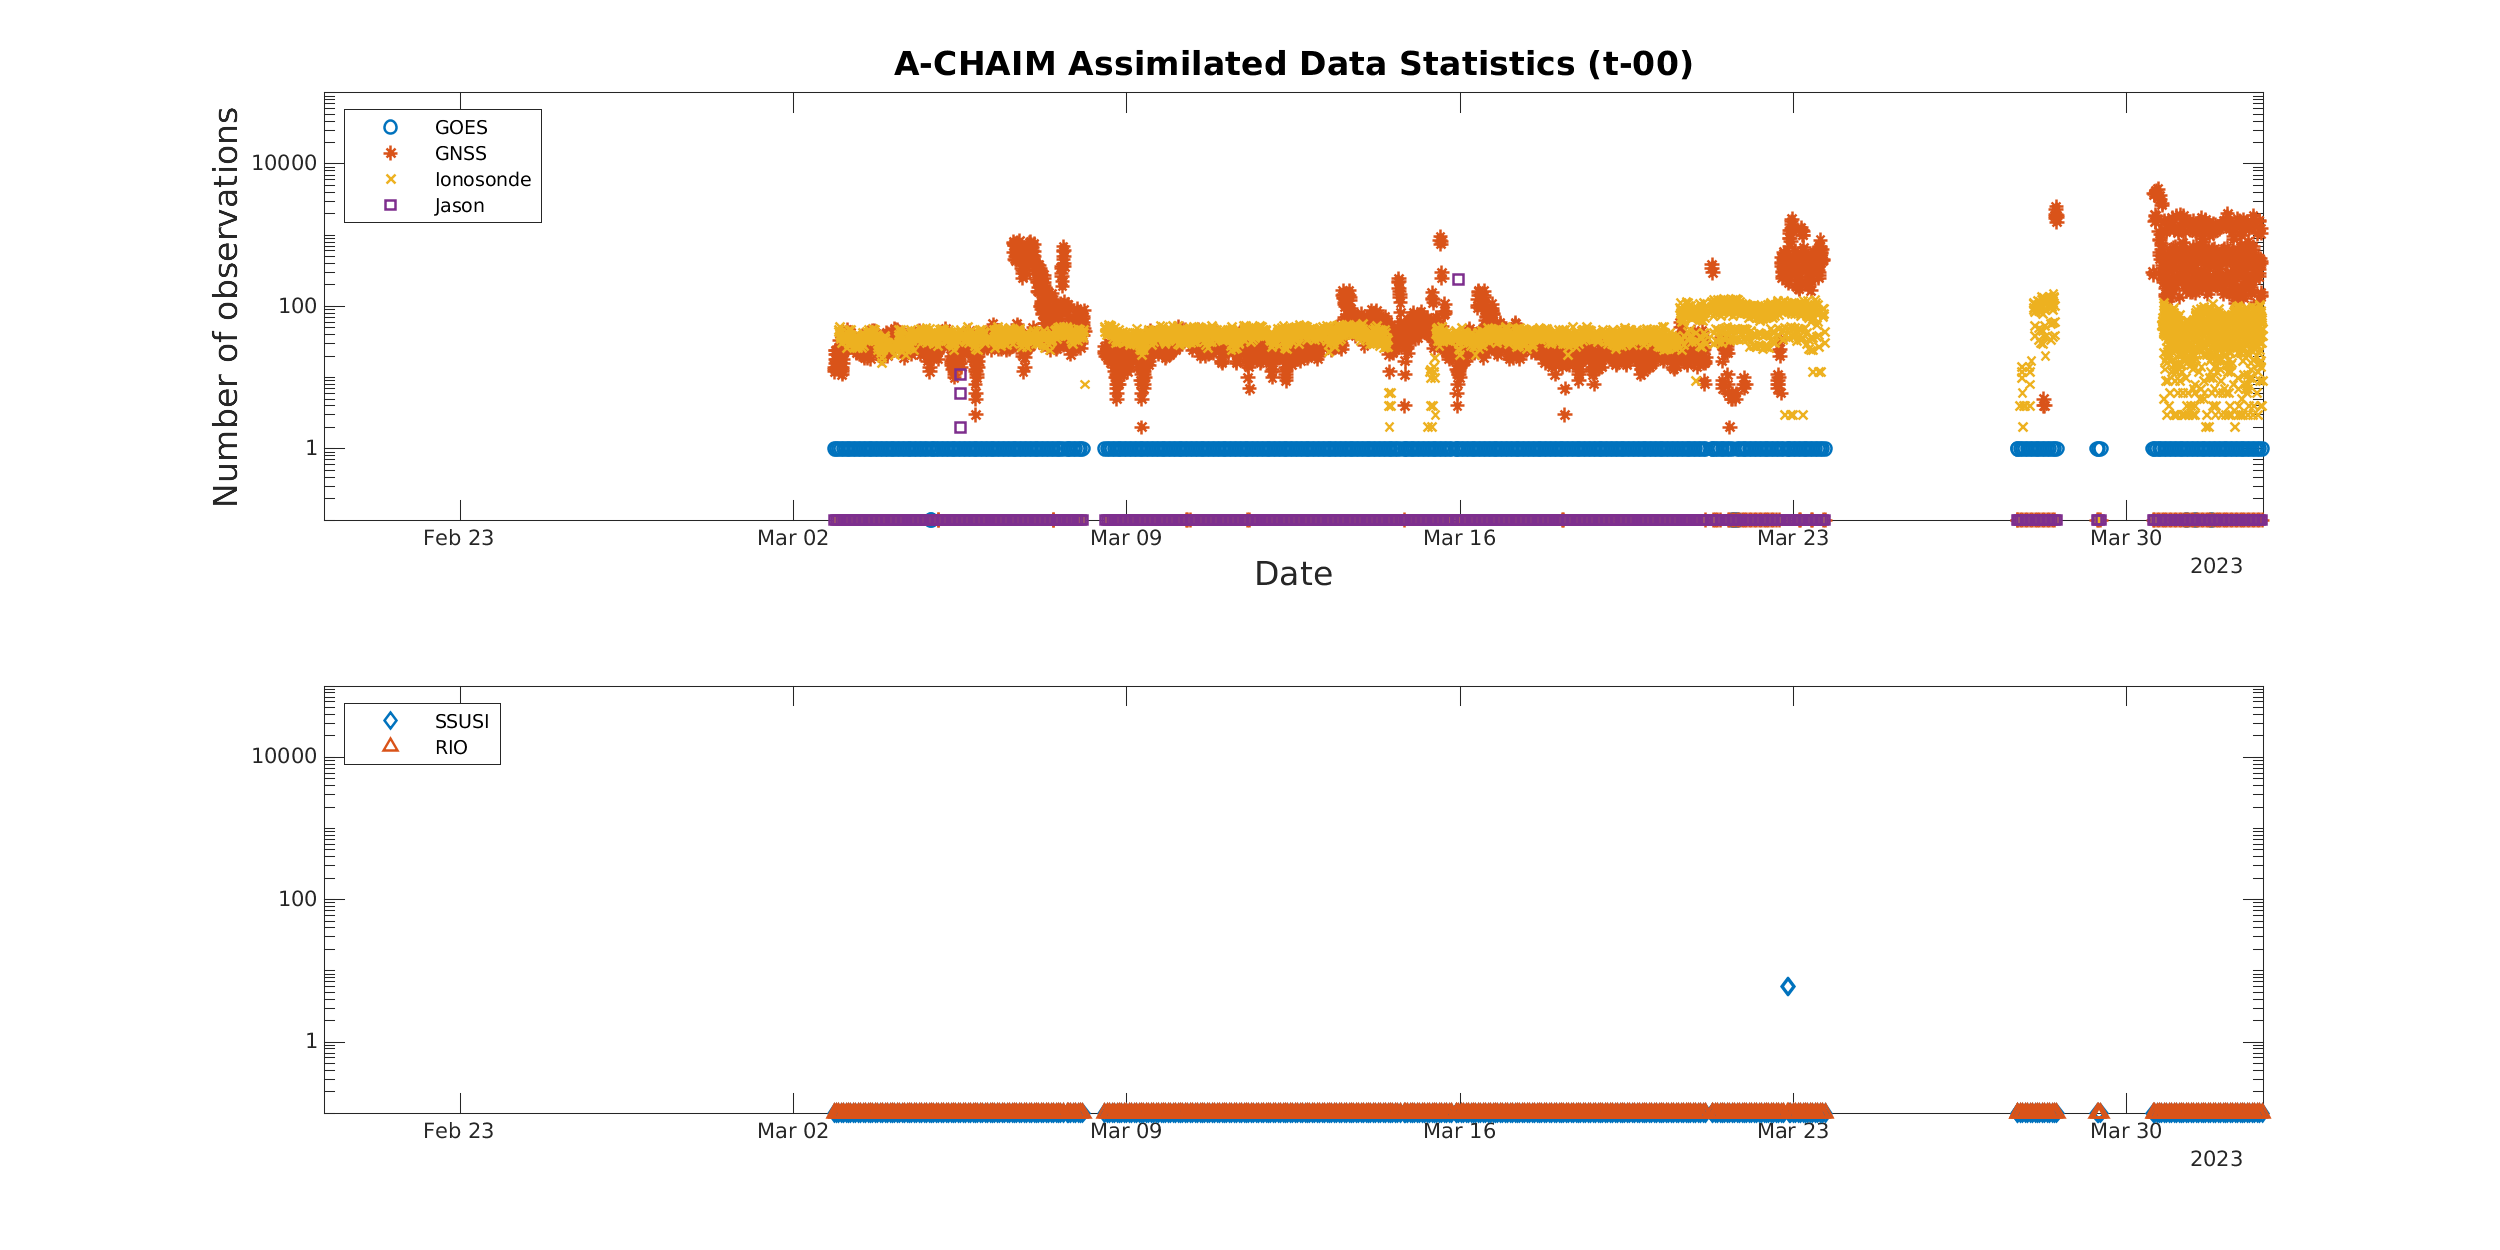 A-CHAIM Assimilated Data Statistics (t-00)
Number of observations
GOES
GNSS
Ionosonde
Jason
10000
100
1
Feb 23 Mar 02 Mar 09 Mar 16 Mar 23 Mar 30
2023
Date
SSUSI
RIO
10000
100
1
Feb 23 Mar 02 Mar 09 Mar 16 Mar 23 Mar 30
2023